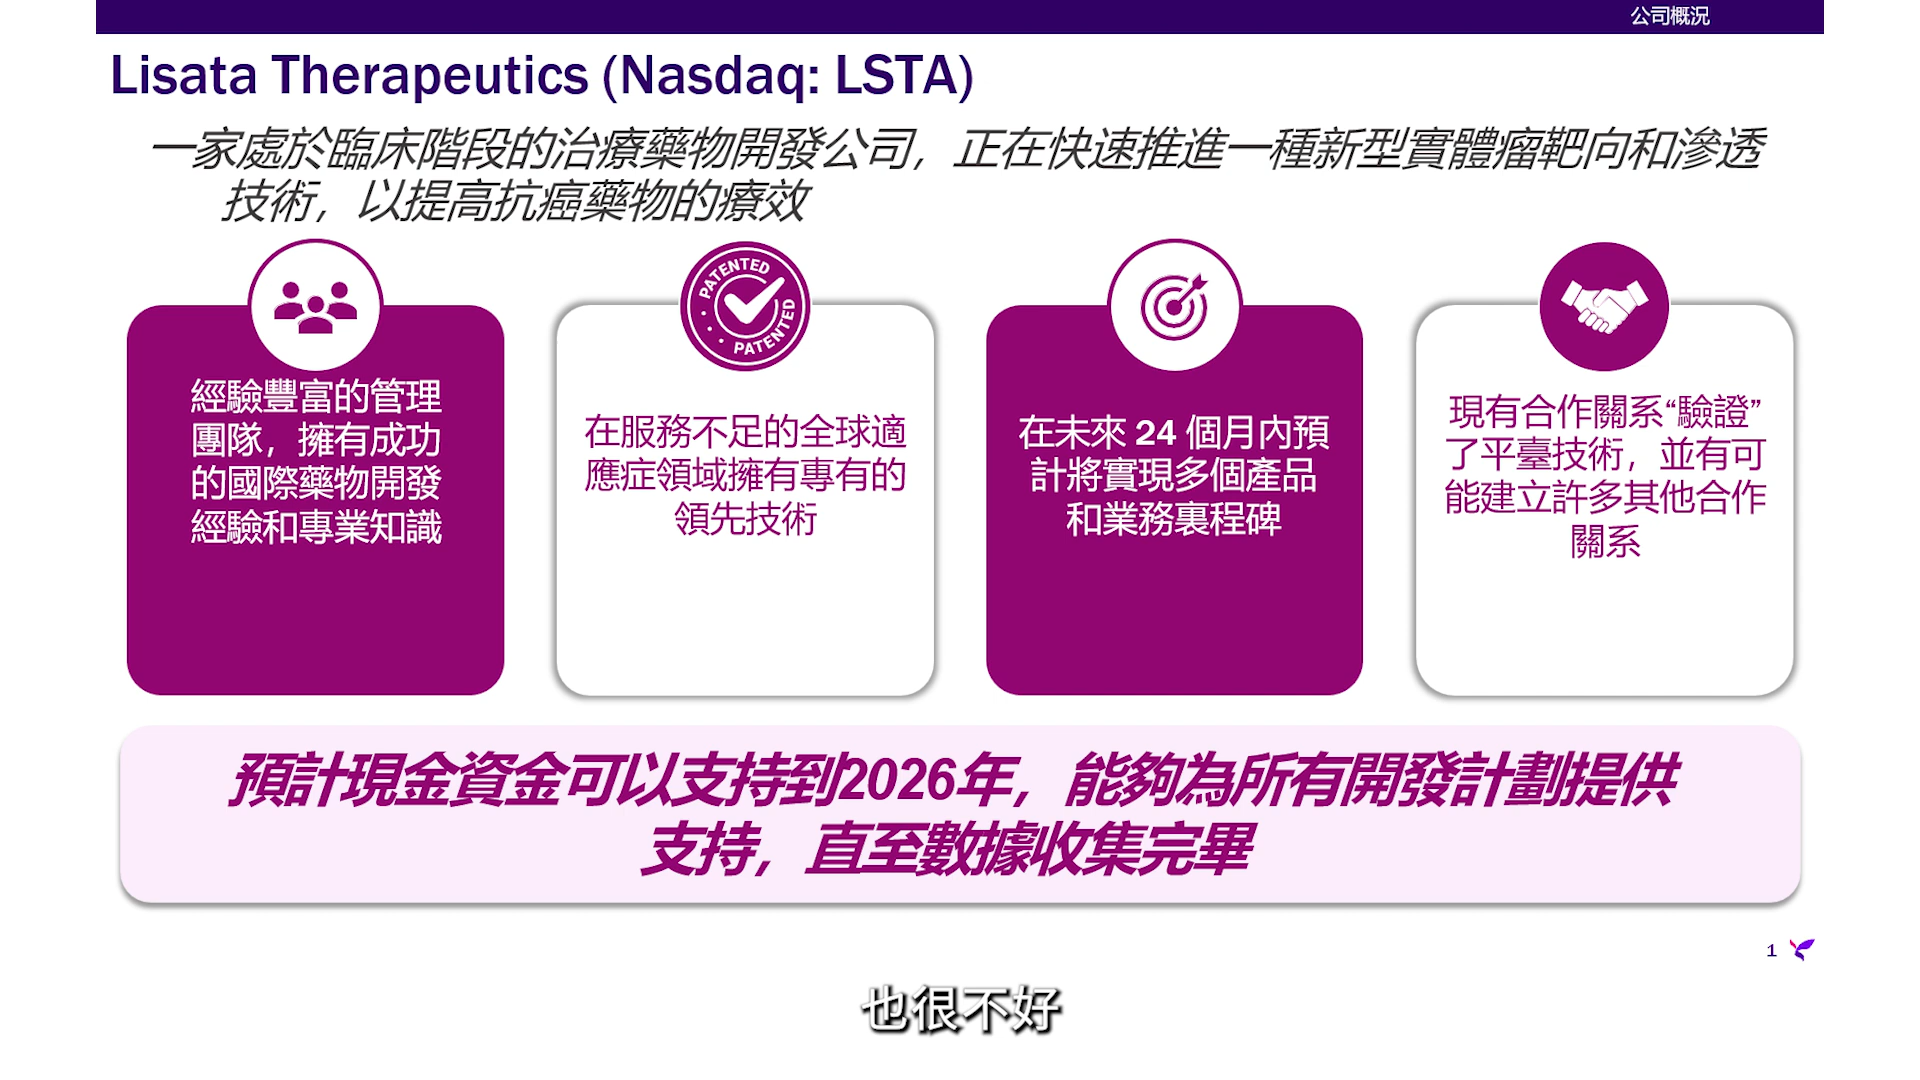 公司概況
Lisata Therapeutics (Nasdaq: LSTA)
一家處於臨床階段的治療藥物開發公司，正在快速推進一種新型實體瘤靶向和滲透
技術，以提高抗癌藥物的療效
PATENTED
PATENTED
經驗豐富的管理
團隊，擁有成功
的國際藥物開發
經驗和專業知識
在服務不足的全球適
應症領域擁有專有的
領先技術
在未來 24 個月內預
計將實現多個產品
和業務裏程碑
現有合作關系“驗證”
了平臺技術，並有可
能建立許多其他合作
關系
預計現金資金可以支持到2026年，能夠為所有開發計劃提供
支持，直至數據收集完畢
1
也很不好